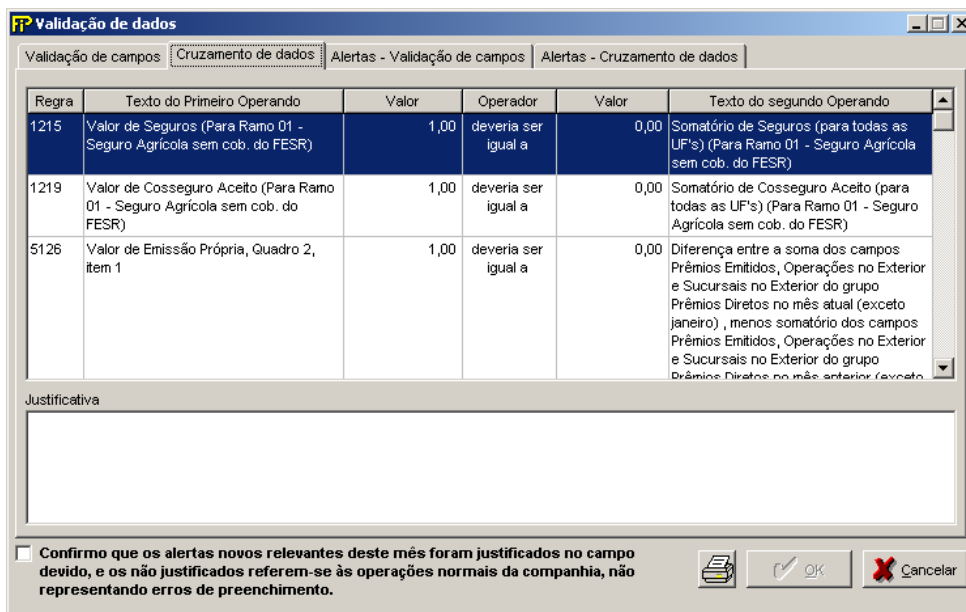 FIP Validação de dados
Validação de campos Cruzamento de dados Alertas - Validação de campos Alertas - Cruzamento de dados
Regra Texto do Primeiro Operando Valor Operador Valor Texto do segundo Operando
1215 Valor de Seguros (Para Ramo 01 - 1,00 deveria ser 0,00 Somatório de Seguros (para todas as
Seguro Agrícola sem cob. do FESR) igual a UF's) (Para Ramo 01 - Seguro Agrícola
sem cob. do FESR)
1219 Valor de Cosseguro Aceito (Para Ramo 1,00 deveria ser 0,00 Somatório de Cosseguro Aceito (para
01 - Seguro Agrícola sem cob. do igual a todas as UF's) (Para Ramo 01 - Seguro
FESR) Agrícola sem cob. do FESR)
5126 Valor de Emissão Própria, Quadro 2, 1,00 deveria ser 0,00 Diferença entre a soma dos campos
item 1 igual a Prêmios Emitidos, Operações no Exterior
e Sucursais no Exterior do grupo
Prêmios Diretos no mês atual (exceto
janeiro) , menos somatório dos campos
Prêmios Emitidos, Operações no Exterior
e Sucursais no Exterior do grupo
Prêmios Diretos no mês anterior (exceto
Justificativa
Confirmo que os alertas novos relevantes deste mês foram justificados no campo
devido, e os não justificados referem-se às operações normais da companhia, não
representando erros de preenchimento.
OK Cancelar